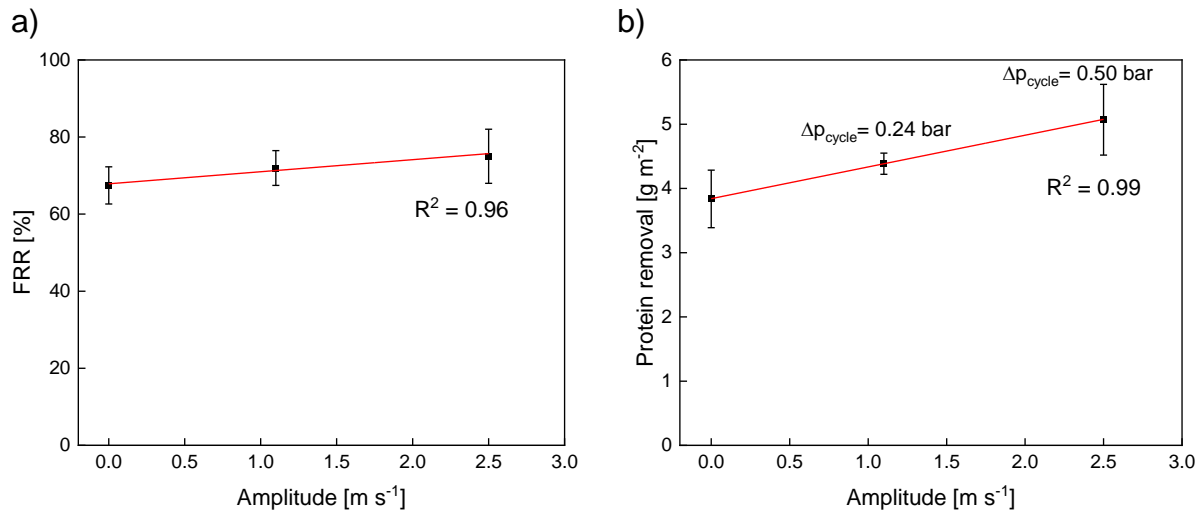 a)
100
80
60
40
20
0
FRR [%]
R² = 0.96
0.0 0.5 1.0 1.5 2.0 2.5 3.0
Amplitude [m s⁻¹]
b)
6
5
4
3
2
1
0
Protein removal [g m⁻²]
Δp_cycle= 0.50 bar
Δp_cycle= 0.24 bar
R² = 0.99
0.0 0.5 1.0 1.5 2.0 2.5 3.0
Amplitude [m s⁻¹]